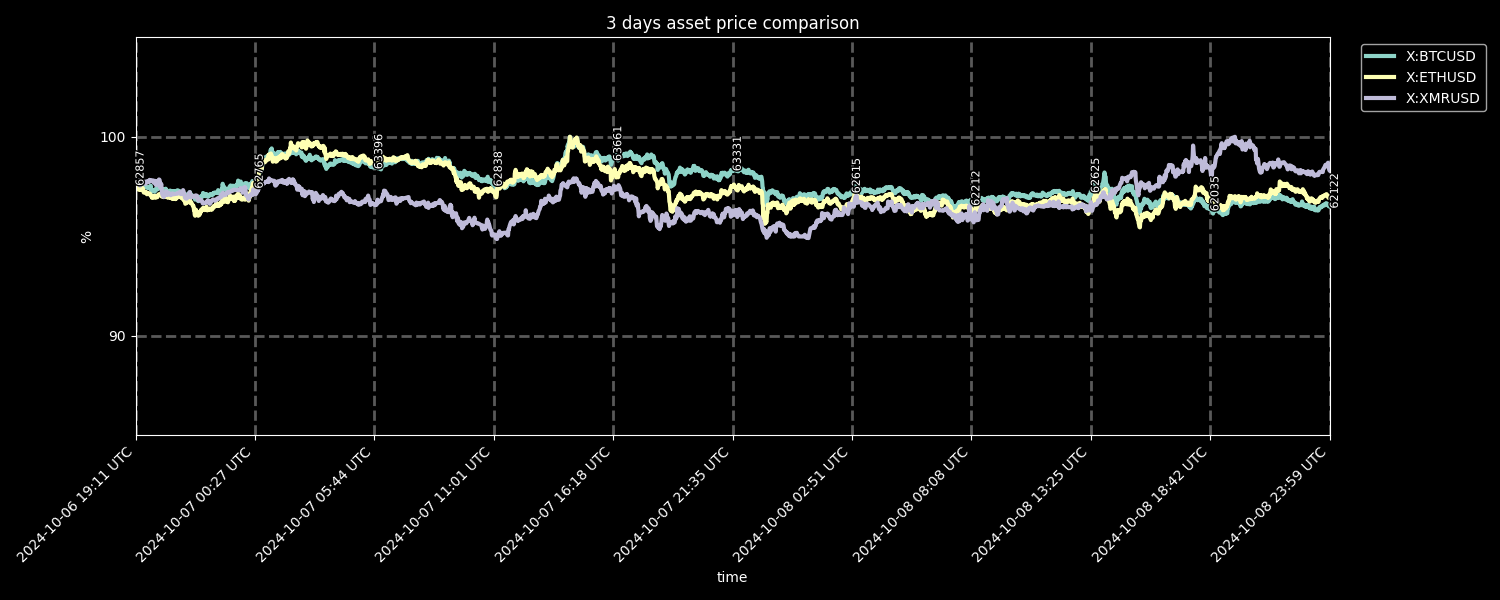 3 days asset price comparison
X:BTCUSD
X:ETHUSD
X:XMRUSD
100
90
%
62857
62765
63396
62838
63661
63331
62615
62212
62625
62035
62122
2024-10-06 19:11 UTC
2024-10-07 00:27 UTC
2024-10-07 05:44 UTC
2024-10-07 11:01 UTC
2024-10-07 16:18 UTC
2024-10-07 21:35 UTC
2024-10-08 02:51 UTC
2024-10-08 08:08 UTC
2024-10-08 13:25 UTC
2024-10-08 18:42 UTC
2024-10-08 23:59 UTC
time